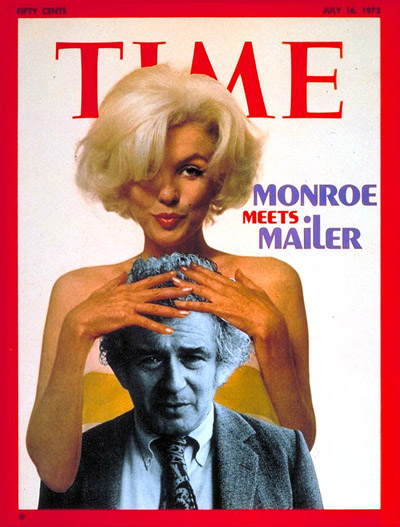 FIFTY CENTS
JULY 16, 1973
TIME
MONROE
MEETS
MAiLER